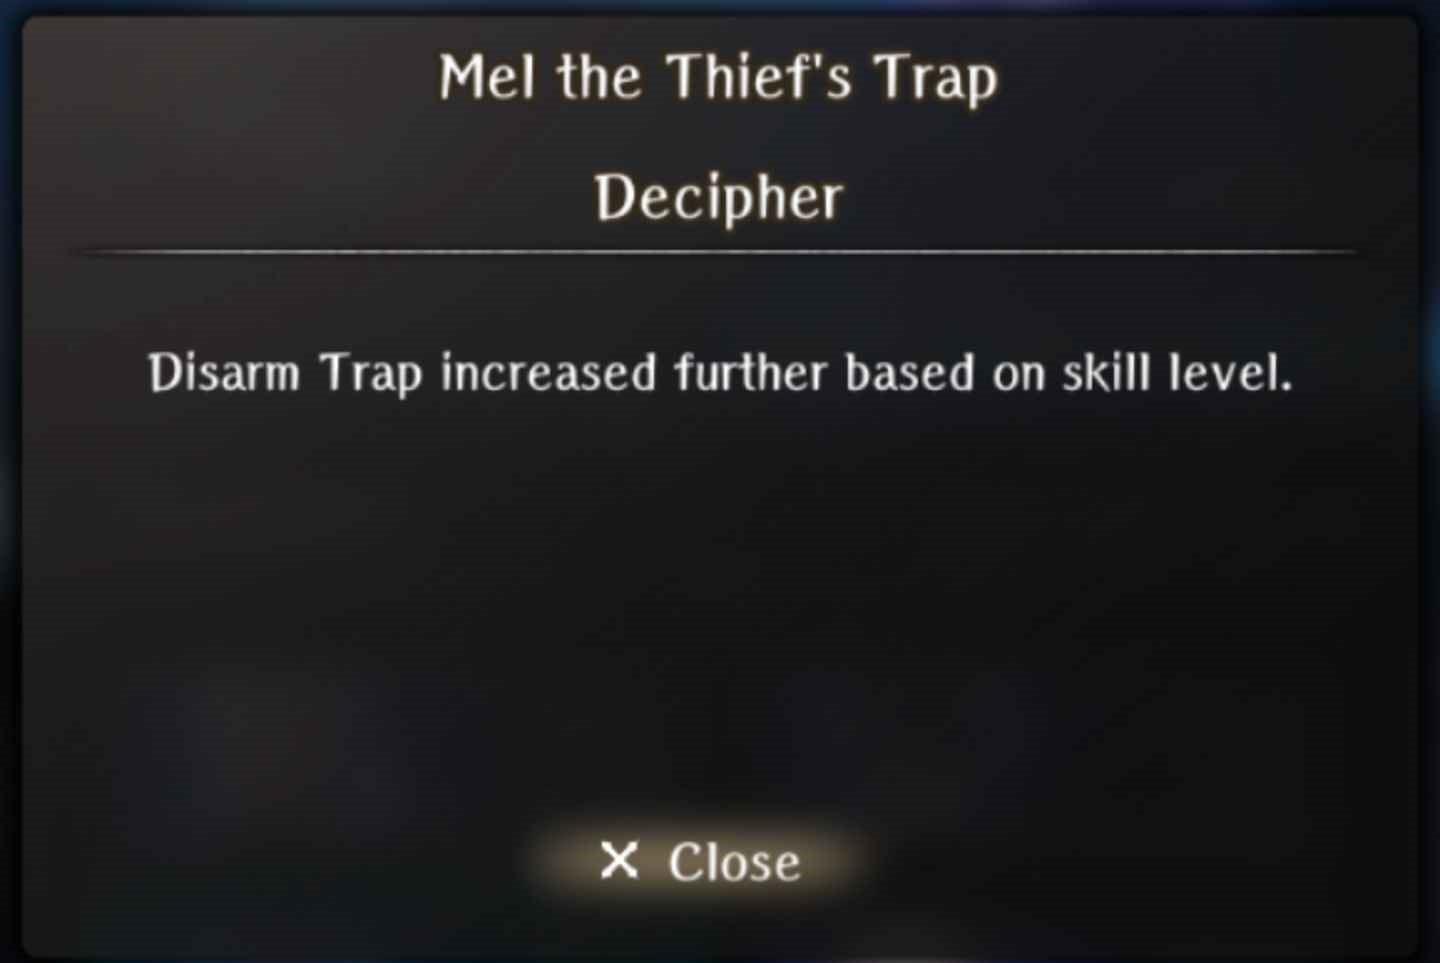 Mel the Thief's Trap
Decipher
Disarm Trap increased further based on skill level.
X Close